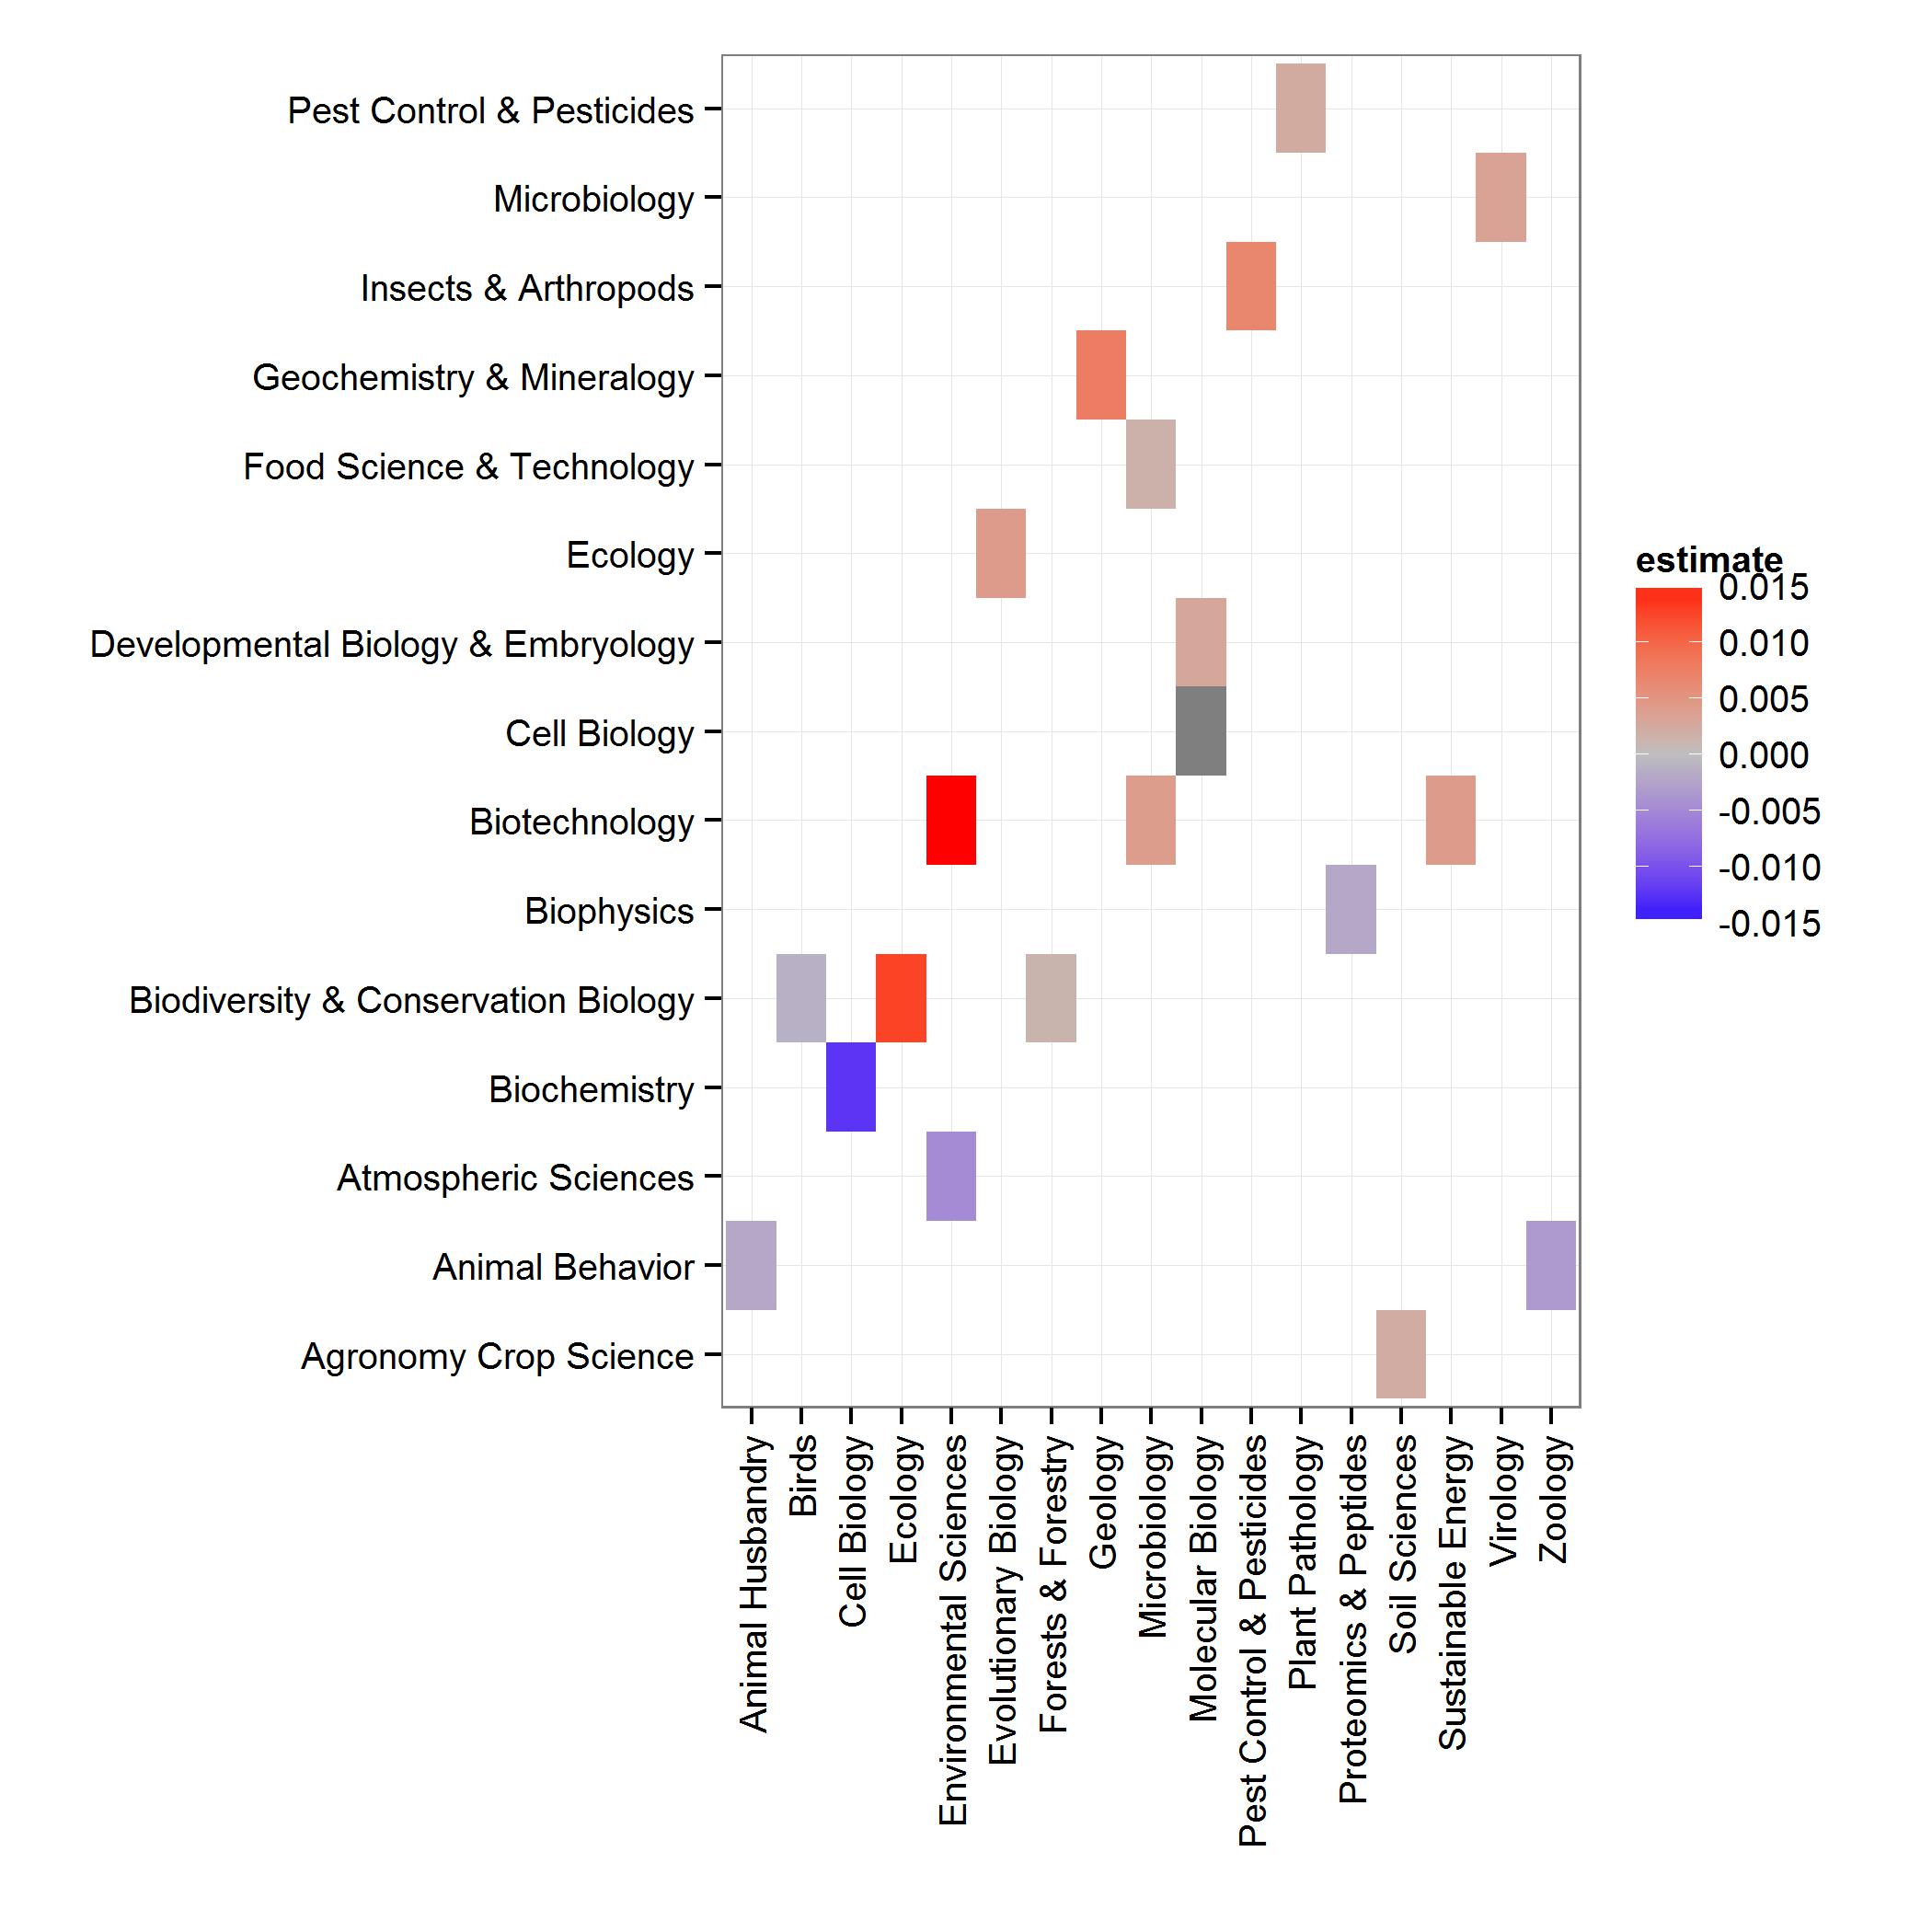 Pest Control & Pesticides
Microbiology
Insects & Arthropods
Geochemistry & Mineralogy
Food Science & Technology
Ecology
Developmental Biology & Embryology
Cell Biology
Biotechnology
Biophysics
Biodiversity & Conservation Biology
Biochemistry
Atmospheric Sciences
Animal Behavior
Agronomy Crop Science
Animal Husbandry
Birds
Cell Biology
Ecology
Environmental Sciences
Evolutionary Biology
Forests & Forestry
Geology
Microbiology
Molecular Biology
Pest Control & Pesticides
Plant Pathology
Proteomics & Peptides
Soil Sciences
Sustainable Energy
Virology
Zoology
estimate
0.015
0.010
0.005
0.000
-0.005
-0.010
-0.015